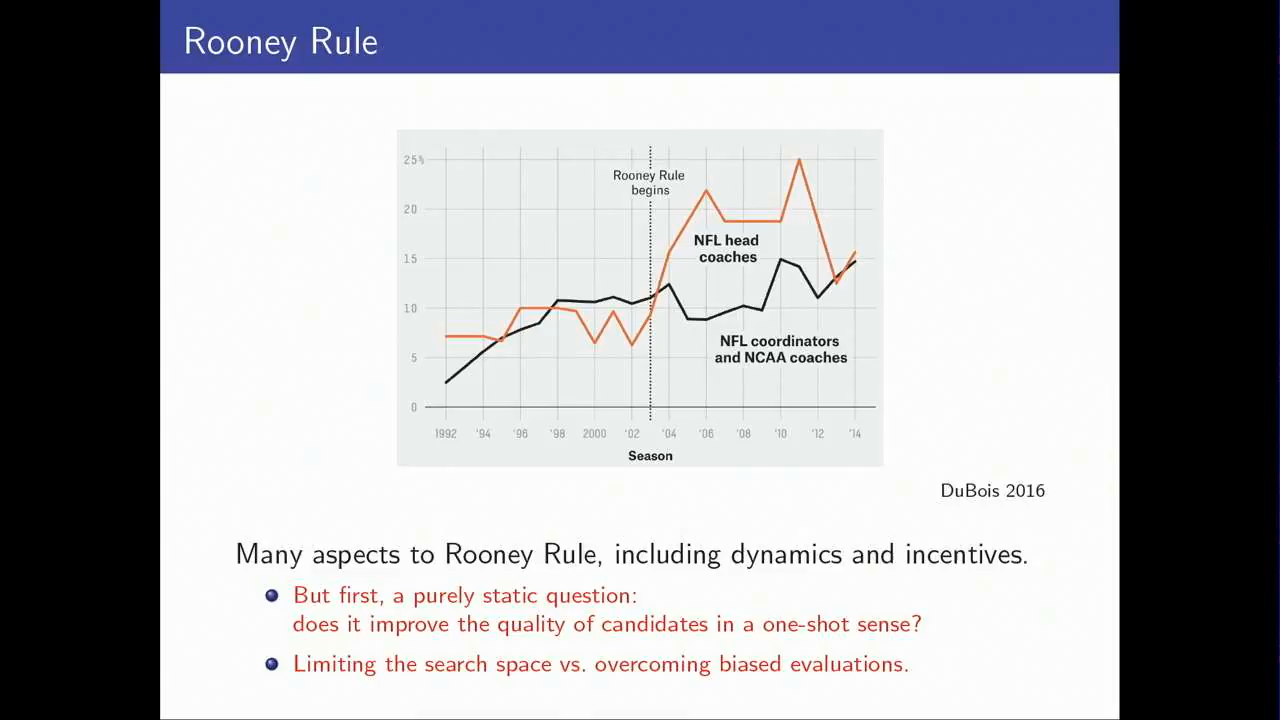 Rooney Rule
25%
Rooney Rule
begins
20
NFL head
coaches
15
10
NFL coordinators
and NCAA coaches
5
0
1992 '94 '96 '98 2000 '02 '04 '06 '08 '10 '12 '14
Season
DuBois 2016
Many aspects to Rooney Rule, including dynamics and incentives.
But first, a purely static question:
does it improve the quality of candidates in a one-shot sense?
Limiting the search space vs. overcoming biased evaluations.